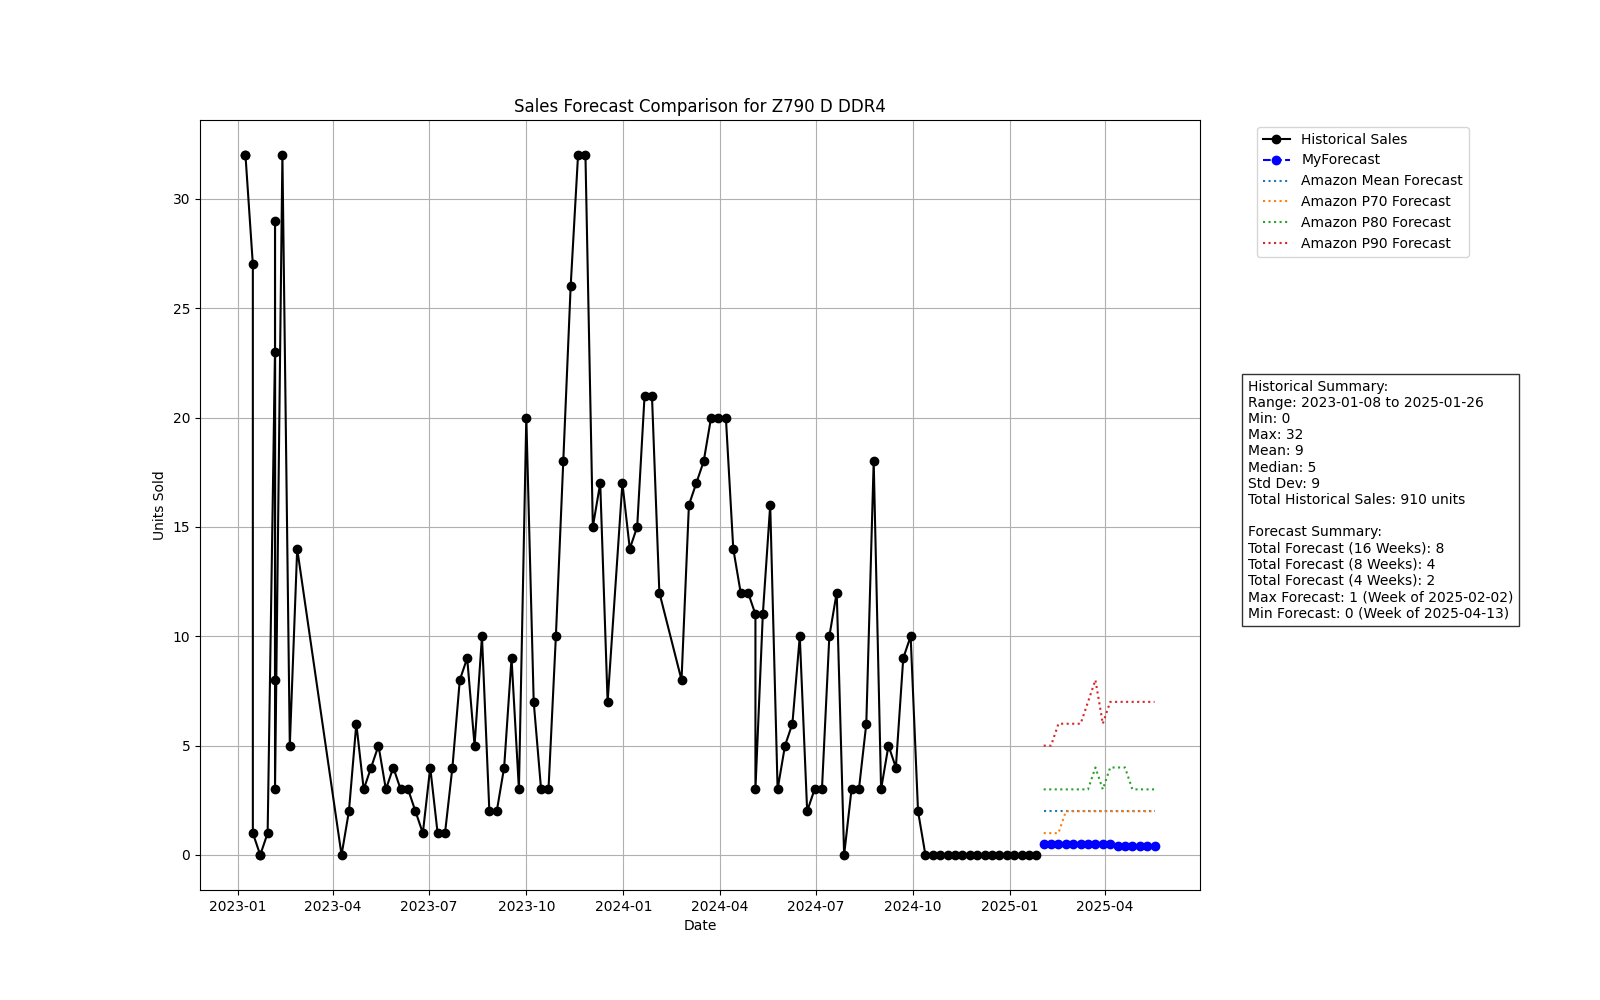 Sales Forecast Comparison for Z790 D DDR4
Units Sold
30
25
20
15
10
5
0
2023-01
2023-04
2023-07
2023-10
2024-01
2024-04
2024-07
2024-10
2025-01
2025-04
Date
Historical Sales
MyForecast
Amazon Mean Forecast
Amazon P70 Forecast
Amazon P80 Forecast
Amazon P90 Forecast
Historical Summary:
Range: 2023-01-08 to 2025-01-26
Min: 0
Max: 32
Mean: 9
Median: 5
Std Dev: 9
Total Historical Sales: 910 units
Forecast Summary:
Total Forecast (16 Weeks): 8
Total Forecast (8 Weeks): 4
Total Forecast (4 Weeks): 2
Max Forecast: 1 (Week of 2025-02-02)
Min Forecast: 0 (Week of 2025-04-13)